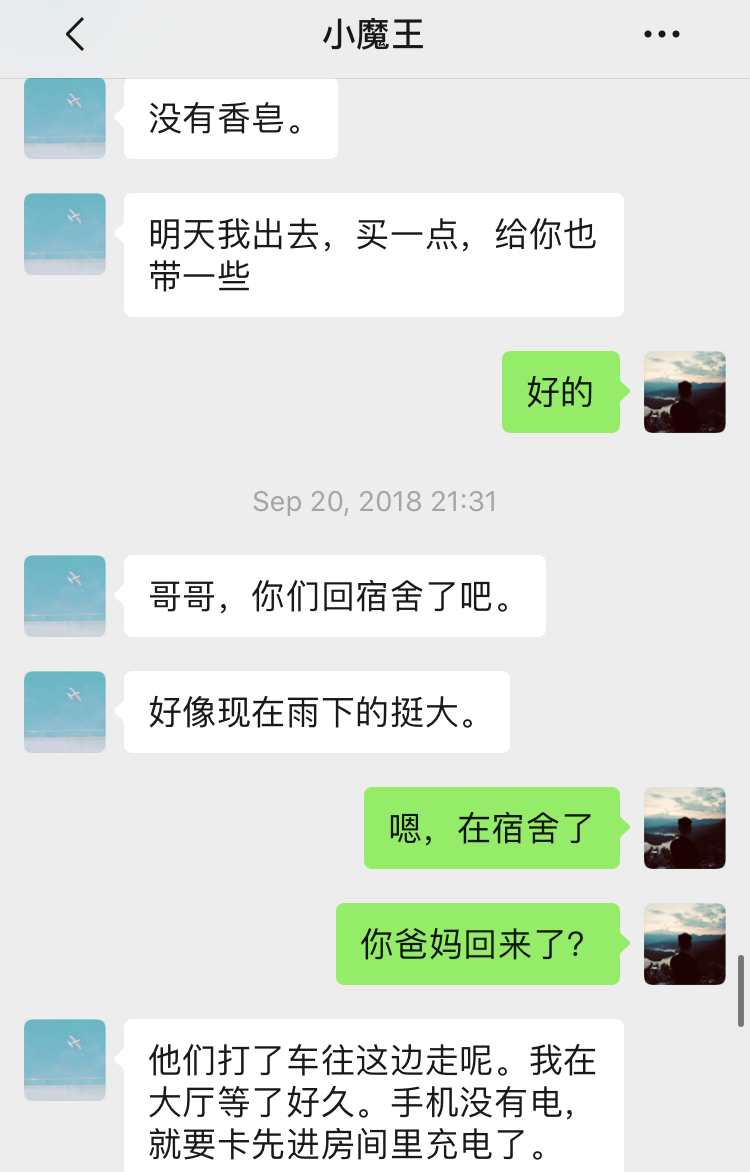 小魔王
没有香皂。
明天我出去，买一点，给你也
带一些
好的
Sep 20, 2018 21:31
哥哥，你们回宿舍了吧。
好像现在雨下的挺大。
嗯，在宿舍了
你爸妈回来了？
他们打了车往这边走呢。我在
大厅等了好久。手机没有电，
就要卡先进房间里充电了。